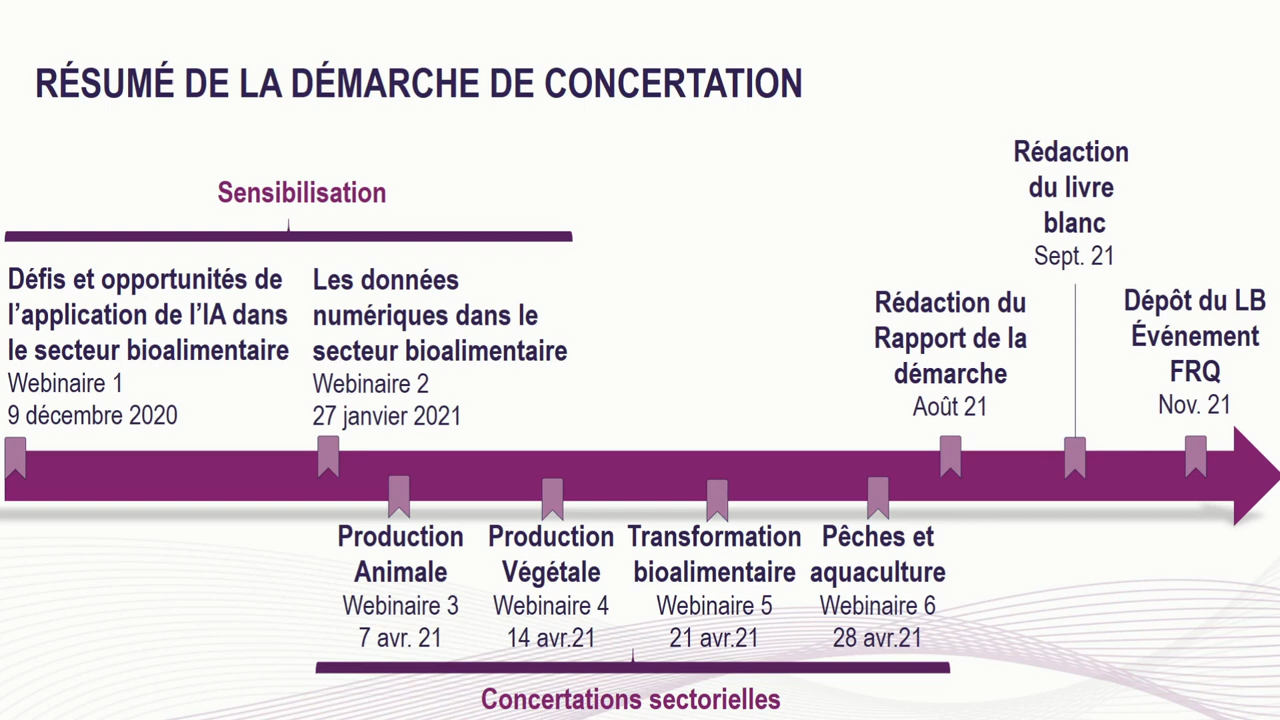 RÉSUMÉ DE LA DÉMARCHE DE CONCERTATION
Sensibilisation
Défis et opportunités de
l'application de l'IA dans
le secteur bioalimentaire
Webinaire 1
9 décembre 2020
Les données
numériques dans le
secteur bioalimentaire
Webinaire 2
27 janvier 2021
Rédaction du
Rapport de la
démarche
Août 21
Rédaction
du livre
blanc
Sept. 21
Dépôt du LB
Événement
FRQ
Nov. 21
Production
Animale
Webinaire 3
7 avr. 21
Production
Végétale
Webinaire 4
14 avr.21
Transformation
bioalimentaire
Webinaire 5
21 avr.21
Pêches et
aquaculture
Webinaire 6
28 avr.21
Concertations sectorielles